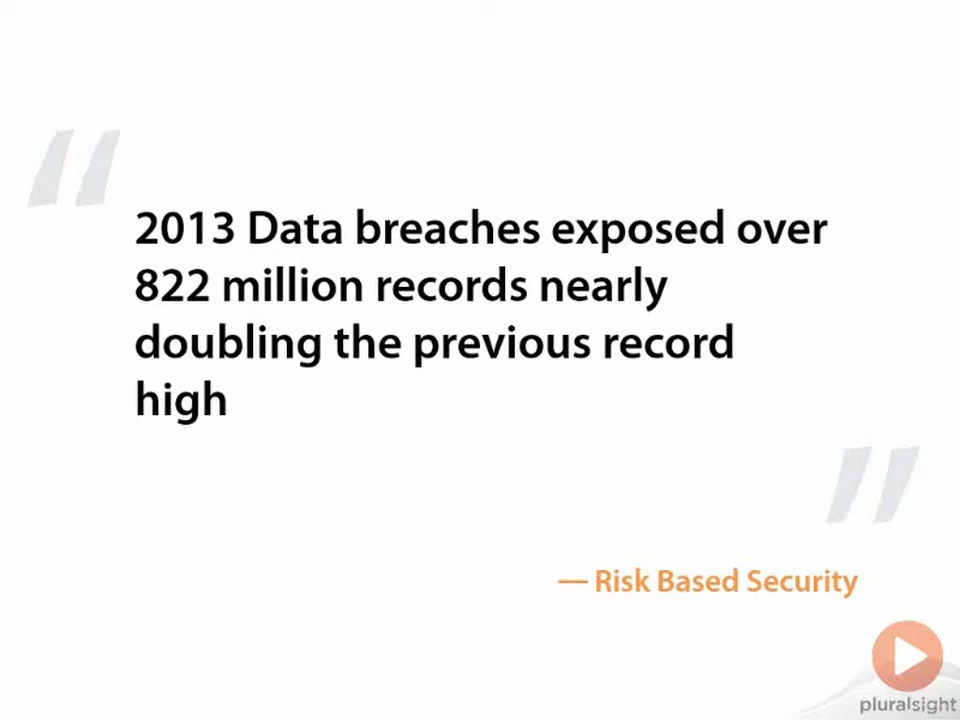 2013 Data breaches exposed over
822 million records nearly
doubling the previous record
high
— Risk Based Security
pluralsight